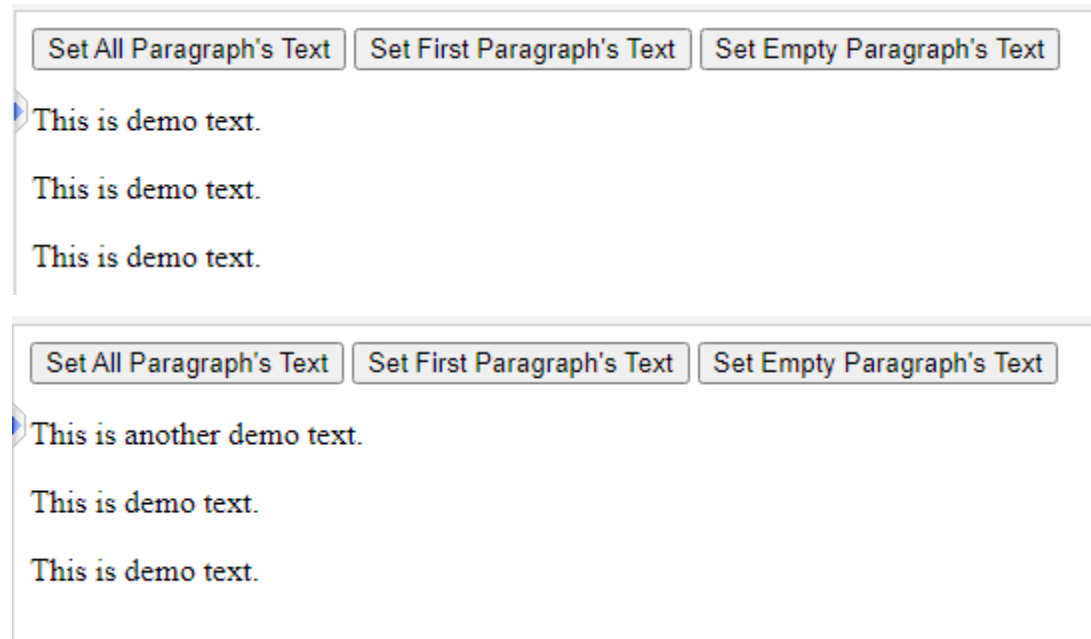 Set All Paragraph's Text Set First Paragraph's Text Set Empty Paragraph's Text
This is demo text.
This is demo text.
This is demo text.
Set All Paragraph's Text Set First Paragraph's Text Set Empty Paragraph's Text
This is another demo text.
This is demo text.
This is demo text.